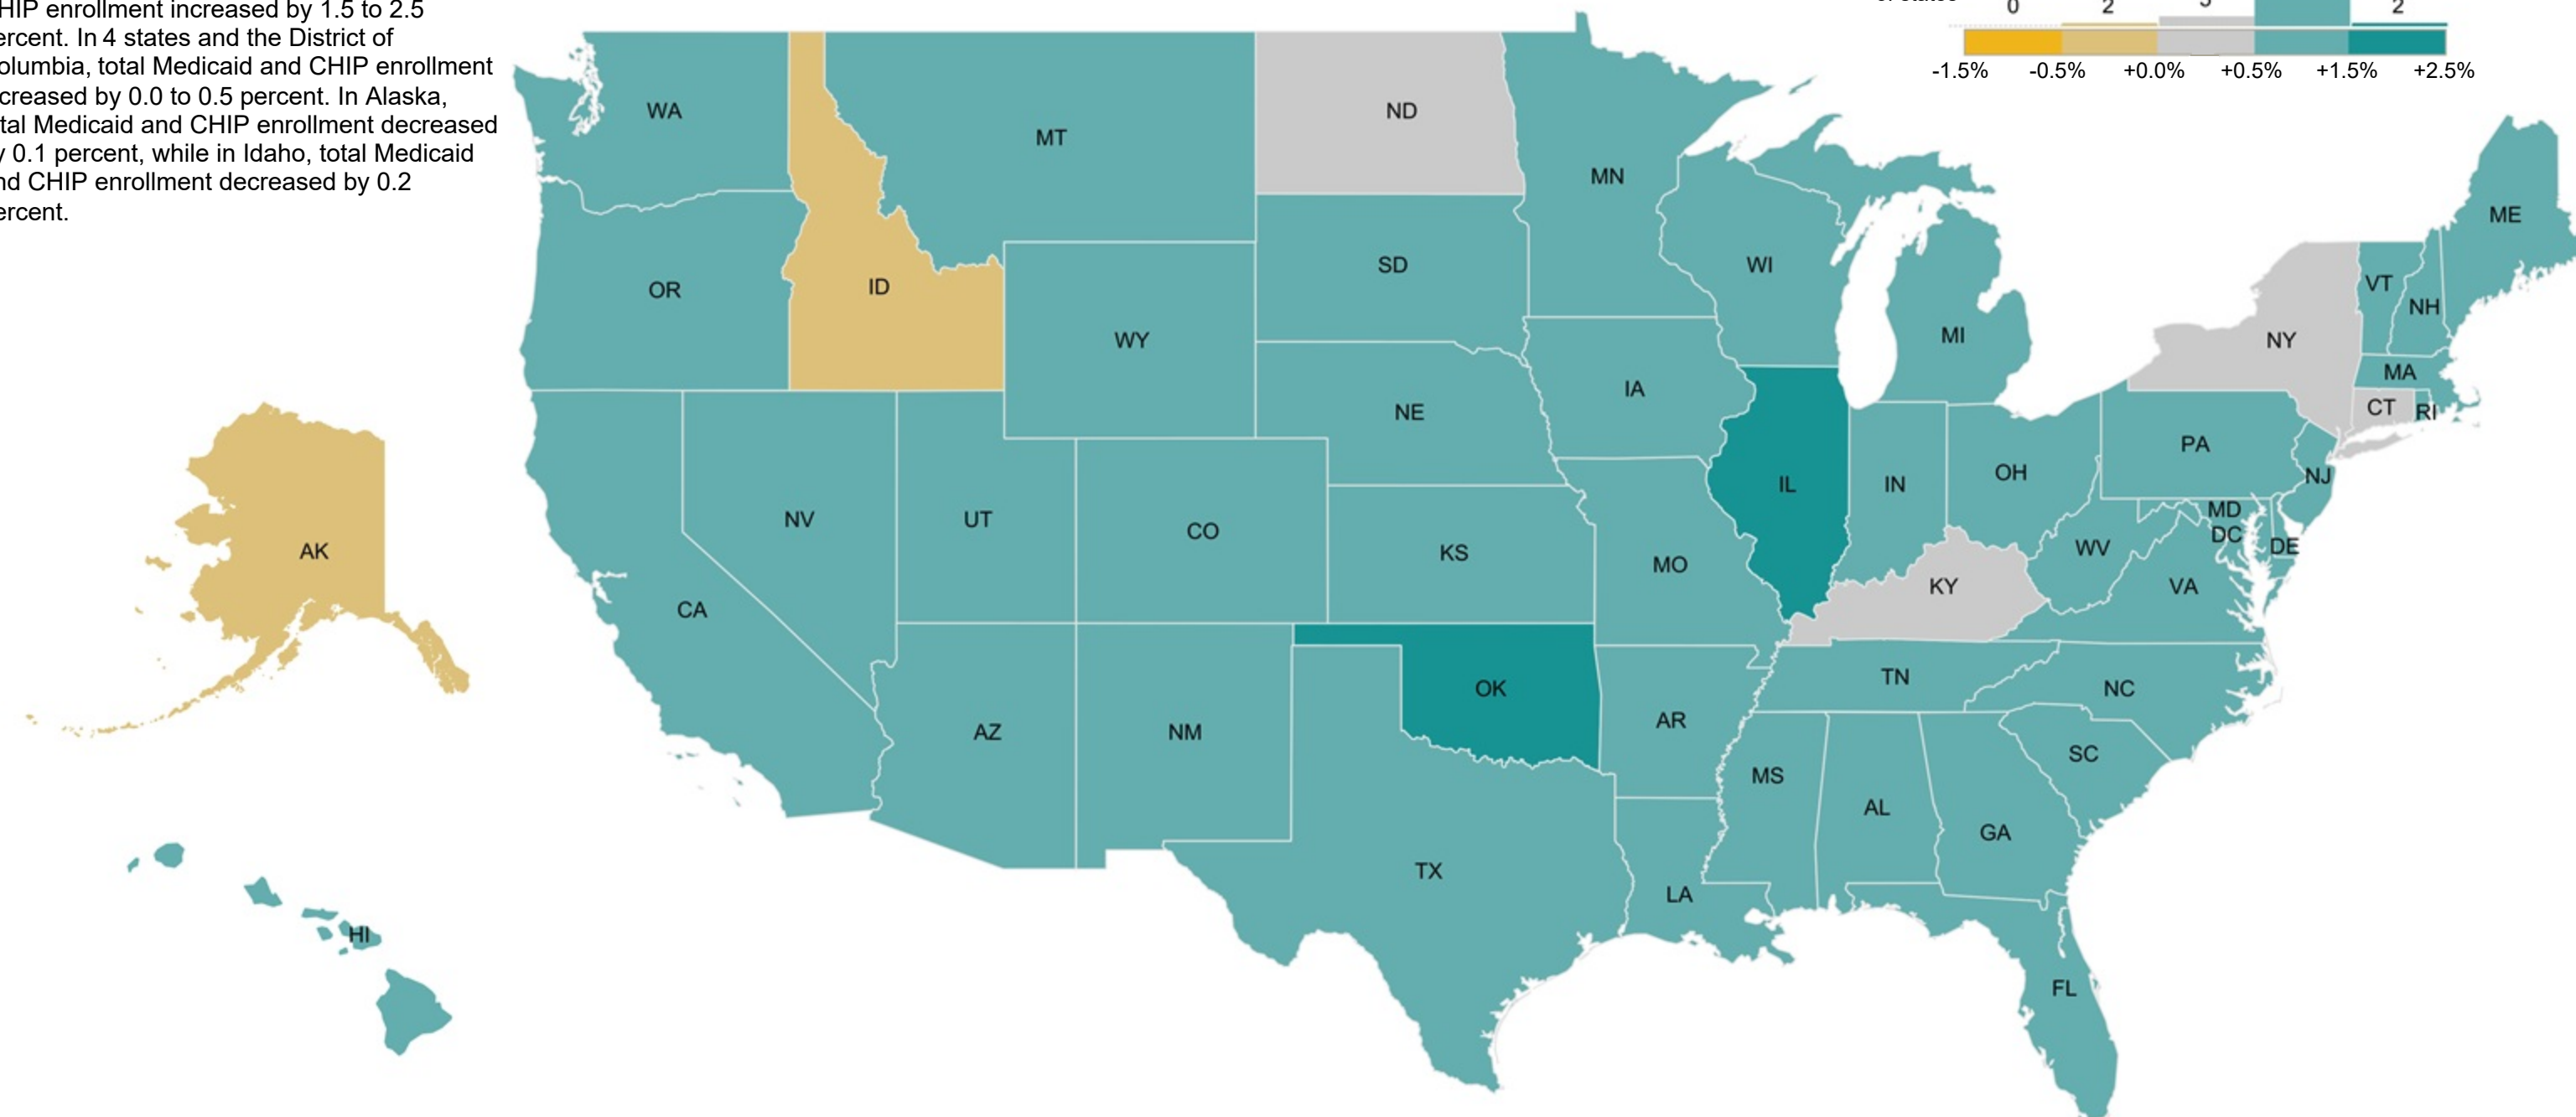 HIP enrollment increased by 1.5 to 2.5
ercent. In 4 states and the District of
olumbia, total Medicaid and CHIP enrollment
creased by 0.0 to 0.5 percent. In Alaska,
tal Medicaid and CHIP enrollment decreased
y 0.1 percent, while in Idaho, total Medicaid
nd CHIP enrollment decreased by 0.2
ercent.
of states
0 2 5 2
-1.5% -0.5% +0.0% +0.5% +1.5% +2.5%
WA
MT
ND
MN
ME
OR
ID
SD
WI
VT
NH
WY
MI
NY
MA
IA
NE
CT
RI
PA
OH
NJ
IL
IN
MD
NV
UT
CO
DC
DE
AK
KS
WV
MO
KY
VA
CA
TN
OK
NC
AR
AZ
NM
SC
MS
AL
GA
TX
LA
HI
FL